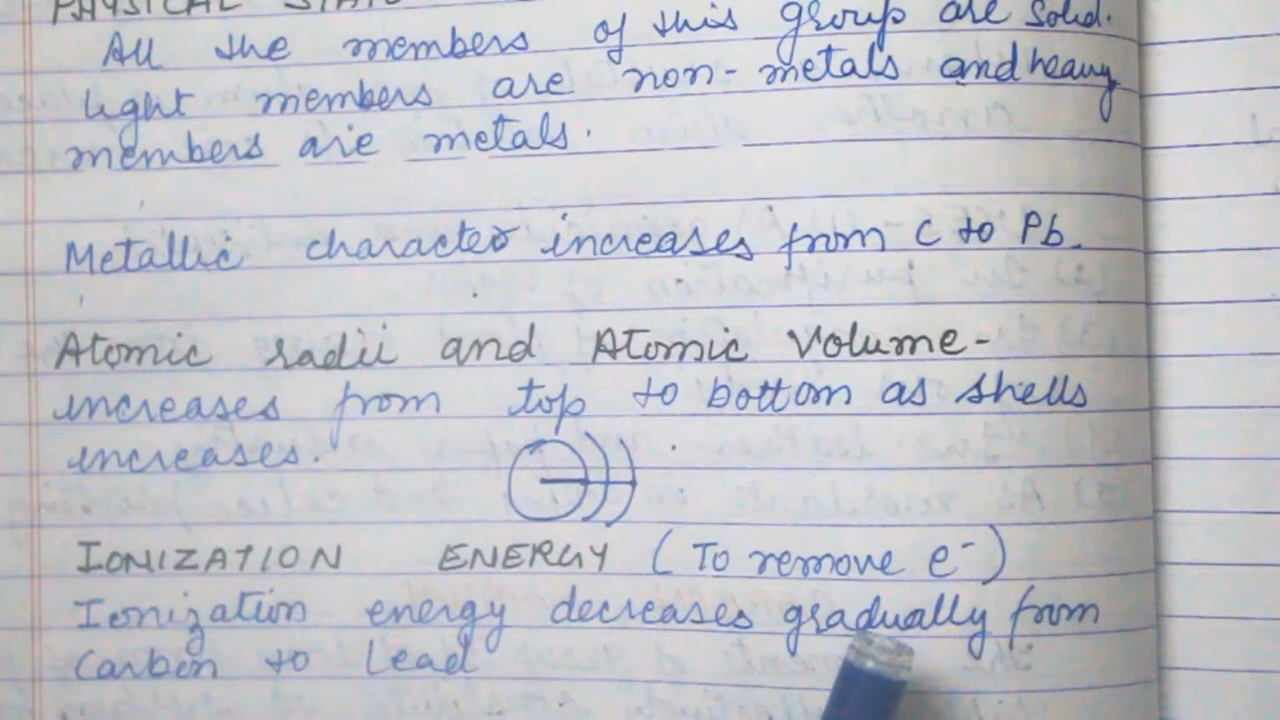 PHYSICAL STATE
All the members of this group are solid.
light members are non-metals and heavy
members are metals.
Metallic character increases from C to Pb.
Atomic radii and Atomic Volume-
increases from top to bottom as shells
increases.
IONIZATION ENERGY (To remove e⁻)
Ionization energy decreases gradually from
Carbon to Lead